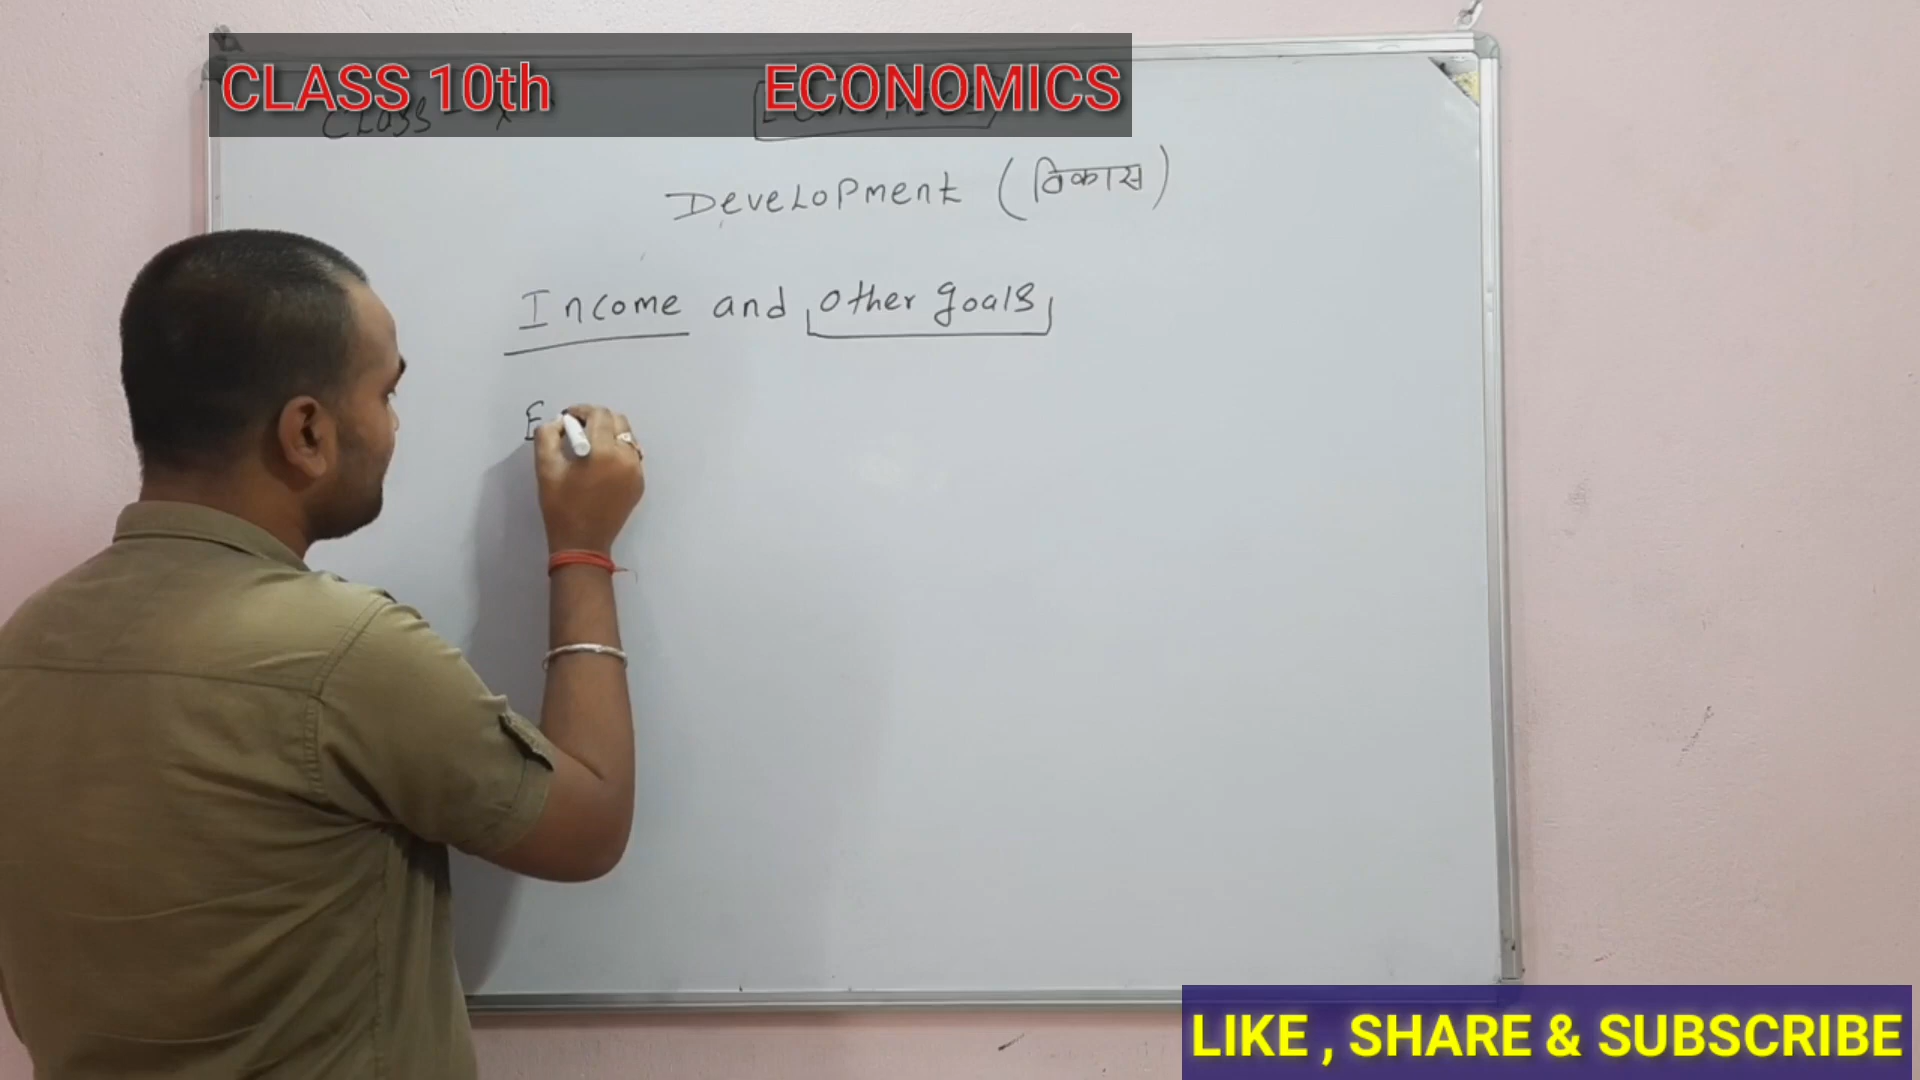 CLASS 10th ECONOMICS
Class - X
Development (विकास)
Income and other goals
E
LIKE , SHARE & SUBSCRIBE